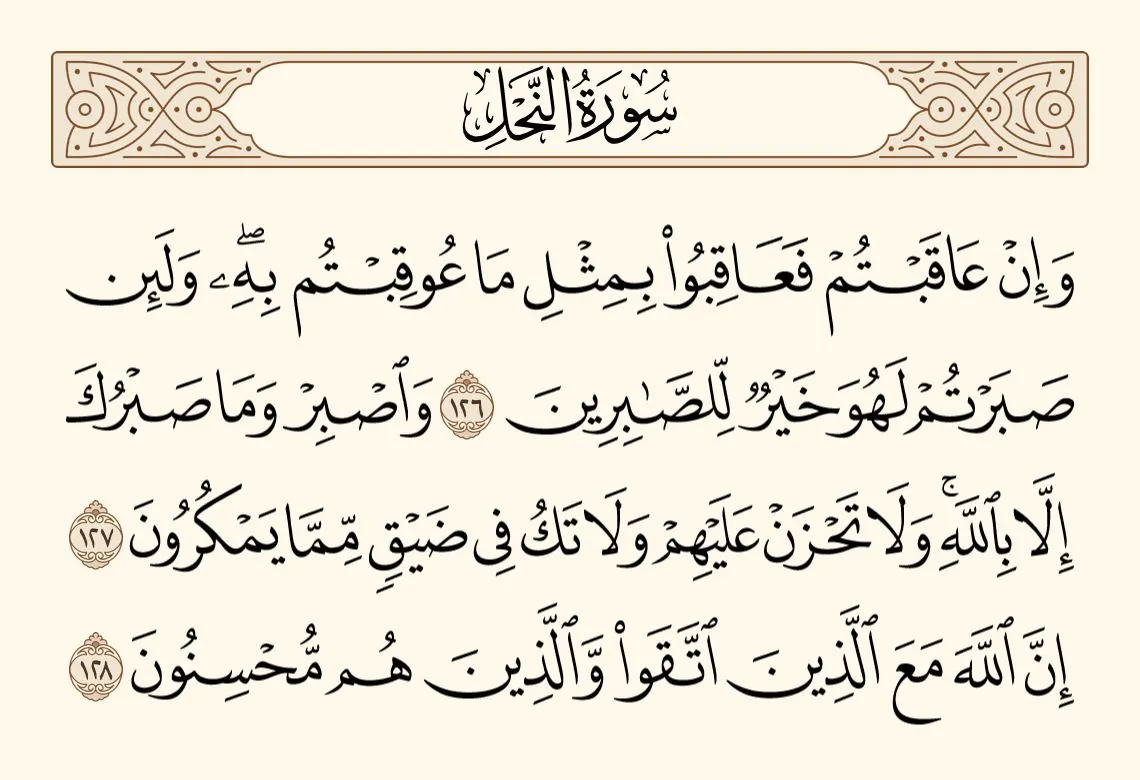 سُورَةُ النَّحْلِ
وَإِنْ عَاقَبْتُمْ فَعَاقِبُوا۟ بِمِثْلِ مَا عُوقِبْتُم بِهِۦ ۖ وَلَئِن
صَبَرْتُمْ لَهُوَ خَيْرٌ لِّلصَّـٰبِرِينَ ١٢٦ وَٱصْبِرْ وَمَا صَبْرُكَ
إِلَّا بِٱللَّهِ ۚ وَلَا تَحْزَنْ عَلَيْهِمْ وَلَا تَكُ فِى ضَيْقٍ مِّمَّا يَمْكُرُونَ ١٢٧
إِنَّ ٱللَّهَ مَعَ ٱلَّذِينَ ٱتَّقَوا۟ وَّٱلَّذِينَ هُم مُّحْسِنُونَ ١٢٨